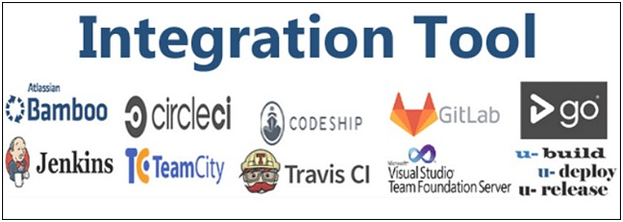 Integration Tool
Atlassian
Bamboo
circleci
CODESHIP
GitLab
go
Jenkins
TC TeamCity
T
Travis CI
Microsoft
Visual Studio
Team Foundation Server
u-build
u-deploy
u-release